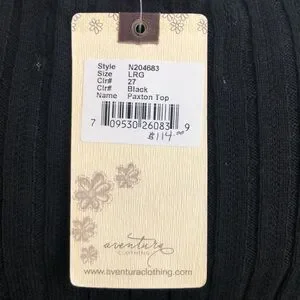 Style N204683
Size LRG
Clr# 27
Clr# Black
Name Paxton Top
7 09530 26083 9
$114.00
aventura
CLOTHING
www.aventuraclothing.com